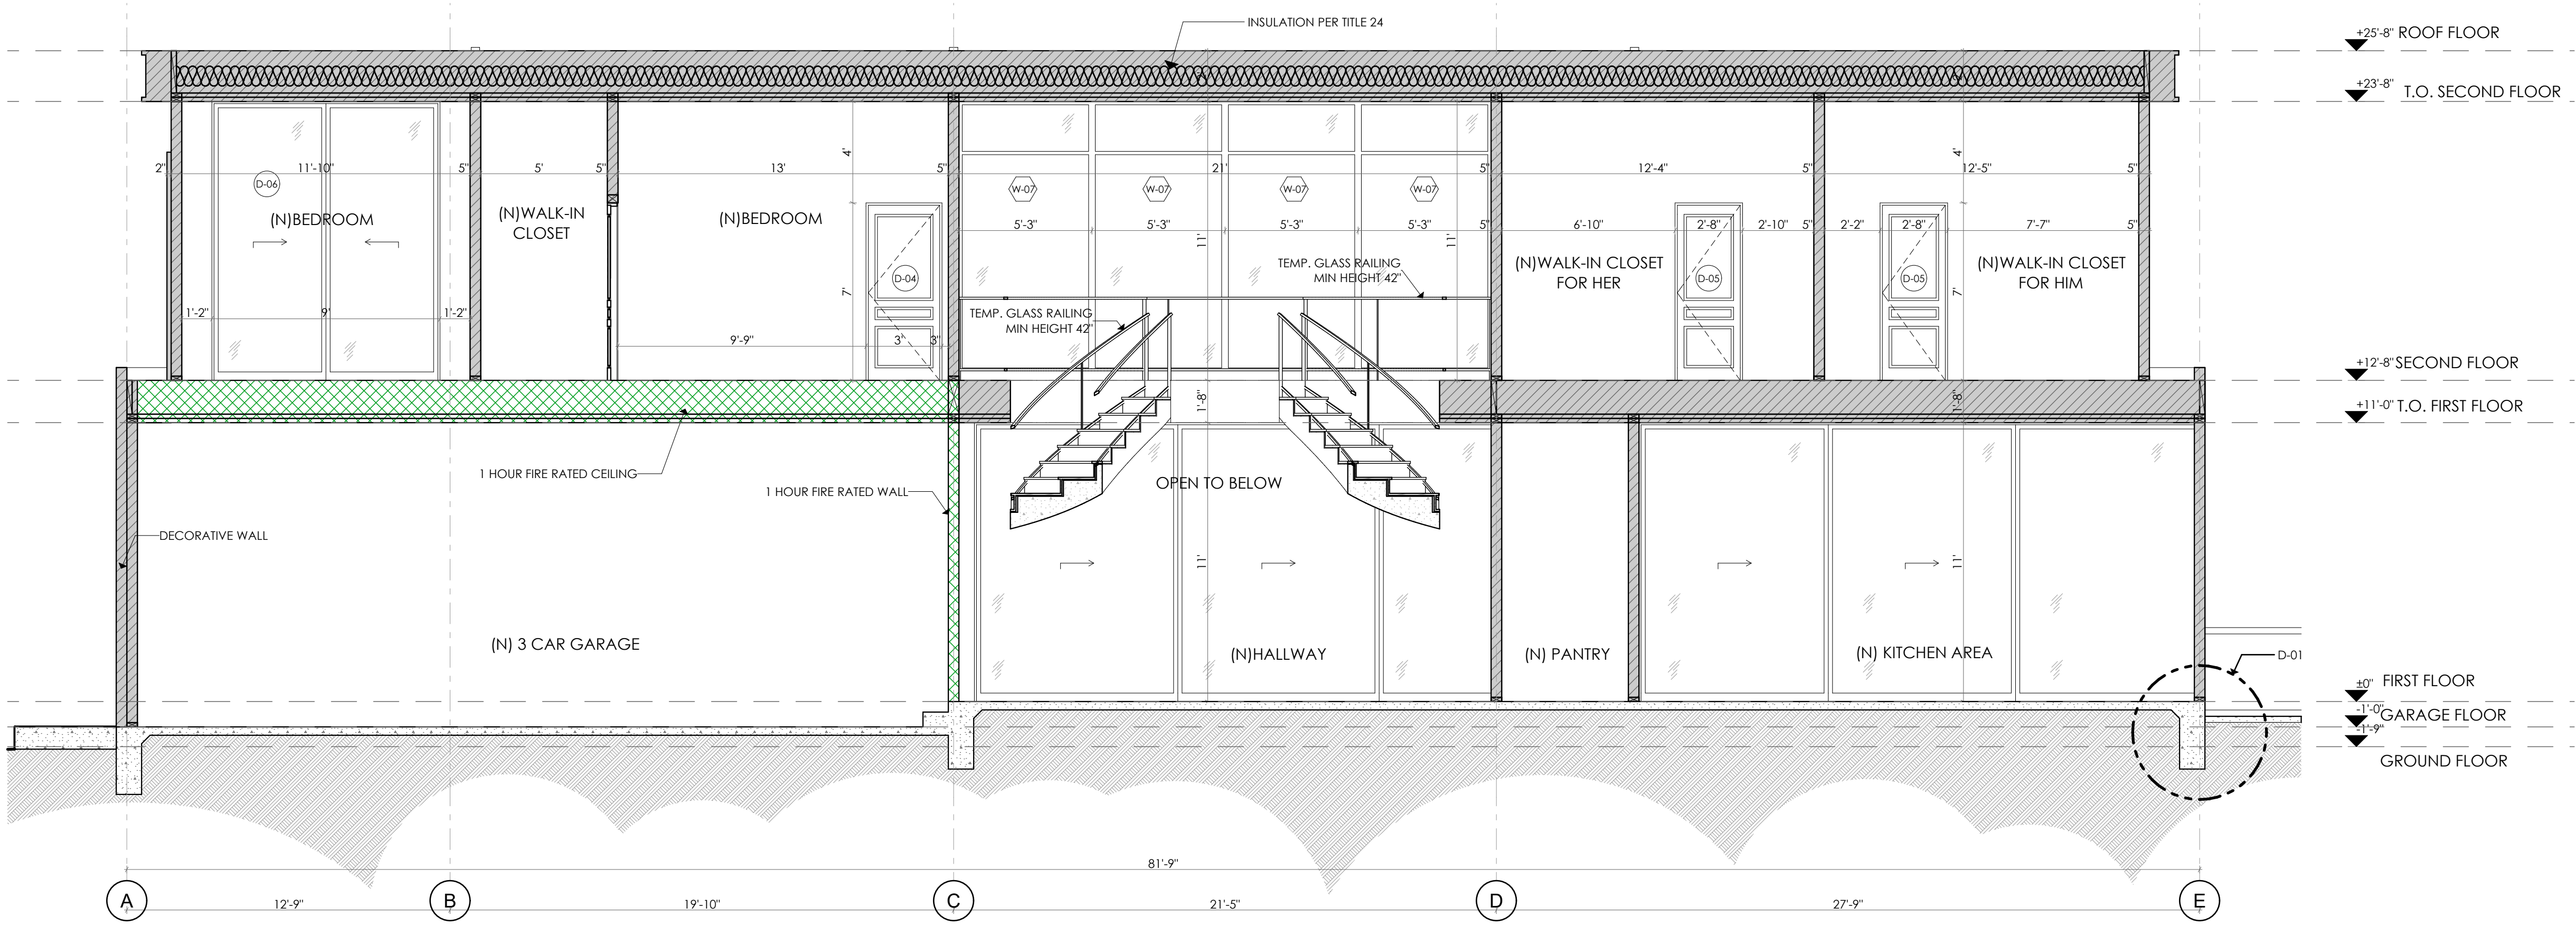 INSULATION PER TITLE 24
+25'-8" ROOF FLOOR
+23'-8" T.O. SECOND FLOOR
2'
2'
2"
11'-10"
5"
5'
5"
13'
4'
5"
21'
5"
12'-4"
5"
4'
12'-5"
5"
D-06
W-07
W-07
W-07
W-07
(N)BEDROOM
(N)WALK-IN
CLOSET
(N)BEDROOM
5'-3"
5'-3"
5'-3"
5'-3"
5"
6'-10"
2'-8"
2'-10"
5"
2'-2"
2'-8"
7'-7"
5"
11'
11'
TEMP. GLASS RAILING
MIN HEIGHT 42"
(N)WALK-IN CLOSET
FOR HER
(N)WALK-IN CLOSET
FOR HIM
D-04
D-05
D-05
7'
7'
1'-2"
9'
1'-2"
TEMP. GLASS RAILING
MIN HEIGHT 42"
9'-9"
3'
3"
+12'-8" SECOND FLOOR
1'-8"
1'-8"
+11'-0" T.O. FIRST FLOOR
1 HOUR FIRE RATED CEILING
1 HOUR FIRE RATED WALL
OPEN TO BELOW
DECORATIVE WALL
11'
11'
(N) 3 CAR GARAGE
(N)HALLWAY
(N) PANTRY
(N) KITCHEN AREA
D-01
±0" FIRST FLOOR
-1'-0" GARAGE FLOOR
-1'-9"
GROUND FLOOR
81'-9"
A
B
C
D
E
12'-9"
19'-10"
21'-5"
27'-9"